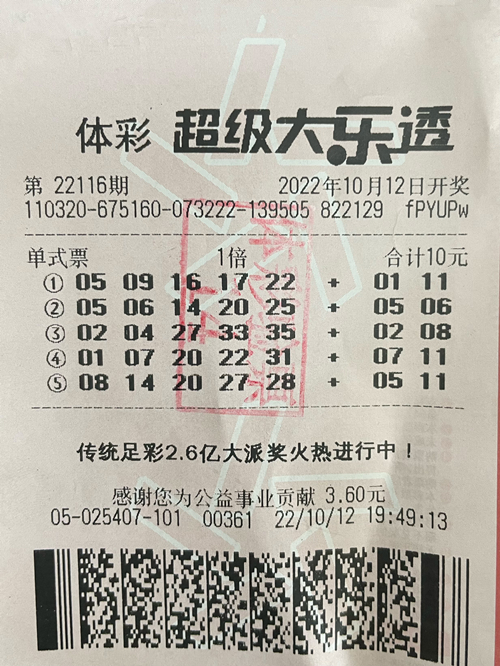 体彩 超级大乐透
第 22116期 2022年10月12日开奖
110320-675160-073222-139505 822129 fPYUPw
单式票 1倍 合计10元
① 05 09 16 17 22 + 01 11
② 05 06 14 20 25 + 05 06
③ 02 04 27 33 35 + 02 08
④ 01 07 20 22 31 + 07 11
⑤ 08 14 20 27 28 + 05 11
传统足彩2.6亿大派奖火热进行中！
感谢您为公益事业贡献 3.60元
05-025407-101 00361 22/10/12 19:49:13